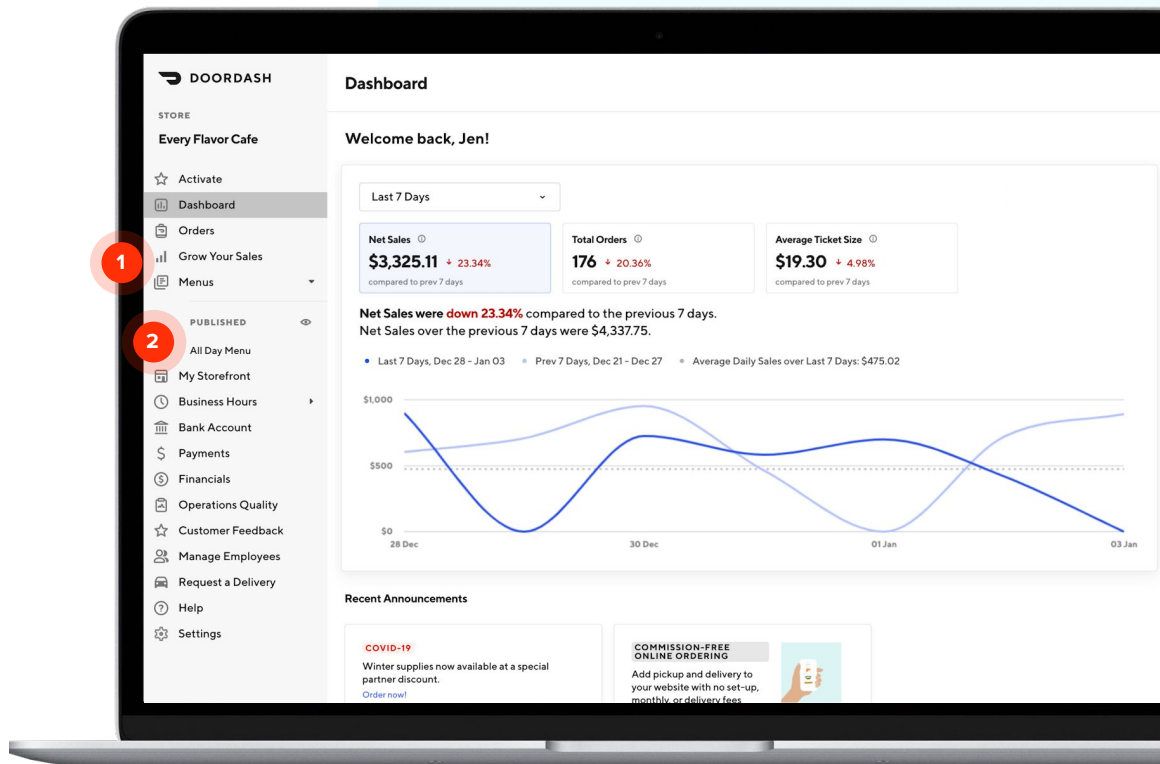 DOORDASH
STORE
Every Flavor Cafe
Activate
Dashboard
Orders
Grow Your Sales
1
Menus
PUBLISHED
2
All Day Menu
My Storefront
Business Hours
Bank Account
Payments
Financials
Operations Quality
Customer Feedback
Manage Employees
Request a Delivery
Help
Settings
Dashboard
Welcome back, Jen!
Last 7 Days
Net Sales
$3,325.11 ↓ 23.34%
compared to prev 7 days
Total Orders
176 ↓ 20.36%
compared to prev 7 days
Average Ticket Size
$19.30 ↓ 4.98%
compared to prev 7 days
Net Sales were down 23.34% compared to the previous 7 days.
Net Sales over the previous 7 days were $4,337.75.
Last 7 Days, Dec 28 - Jan 03 Prev 7 Days, Dec 21 - Dec 27 Average Daily Sales over Last 7 Days: $475.02
$1,000
$500
$0
28 Dec 30 Dec 01 Jan 03 Jan
Recent Announcements
COVID-19
Winter supplies now available at a special
partner discount.
Order now!
COMMISSION-FREE
ONLINE ORDERING
Add pickup and delivery to
your website with no set-up,
monthly, or delivery fees